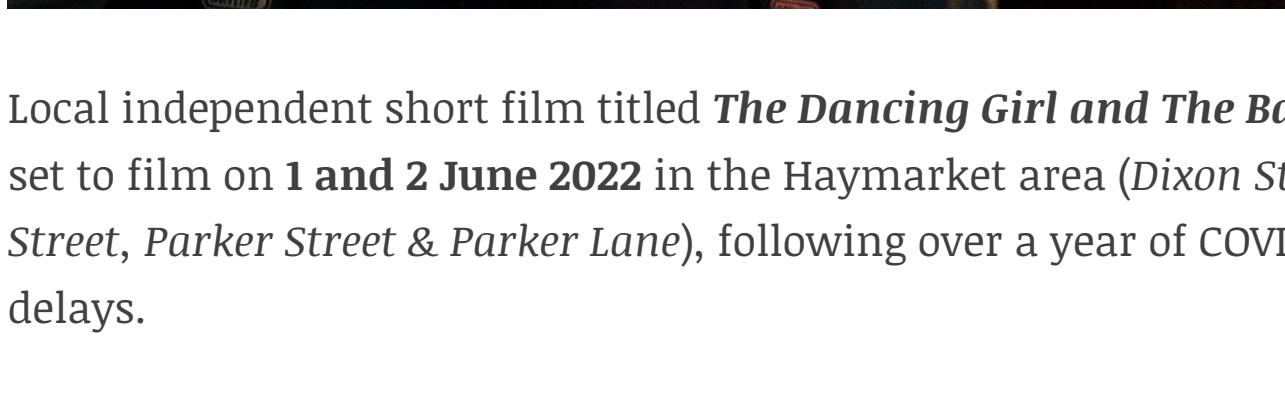 Local independent short film titled The Dancing Girl and The
set to film on 1 and 2 June 2022 in the Haymarket area (Dixon
Street, Parker Street & Parker Lane), following over a year of
delays.